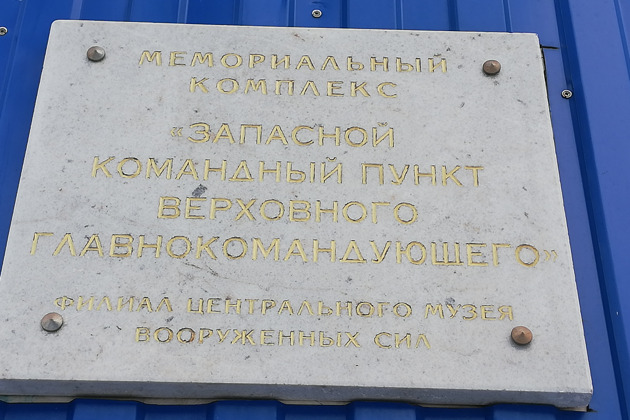 МЕМОРИАЛЬНЫЙ
КОМПЛЕКС
«ЗАПАСНОЙ
КОМАНДНЫЙ ПУНКТ
ВЕРХОВНОГО
ГЛАВНОКОМАНДУЮЩЕГО»
ФИЛИАЛ ЦЕНТРАЛЬНОГО МУЗЕЯ
ВООРУЖЕННЫХ СИЛ